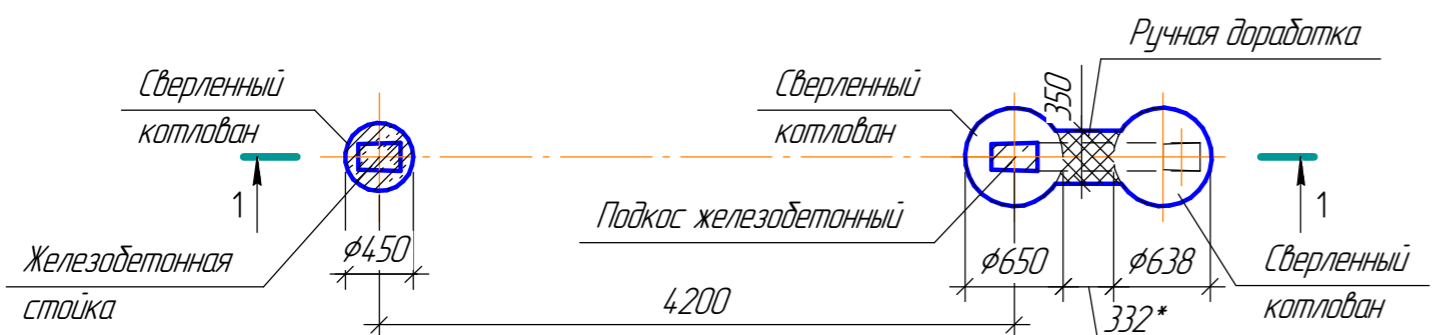 Ручная доработка
Сверленный
котлован
Сверленный
котлован
350
1
1
Подкос железобетонный
Железобетонная
стойка
ϕ450
ϕ650
ϕ638
Сверленный
котлован
4200
332*